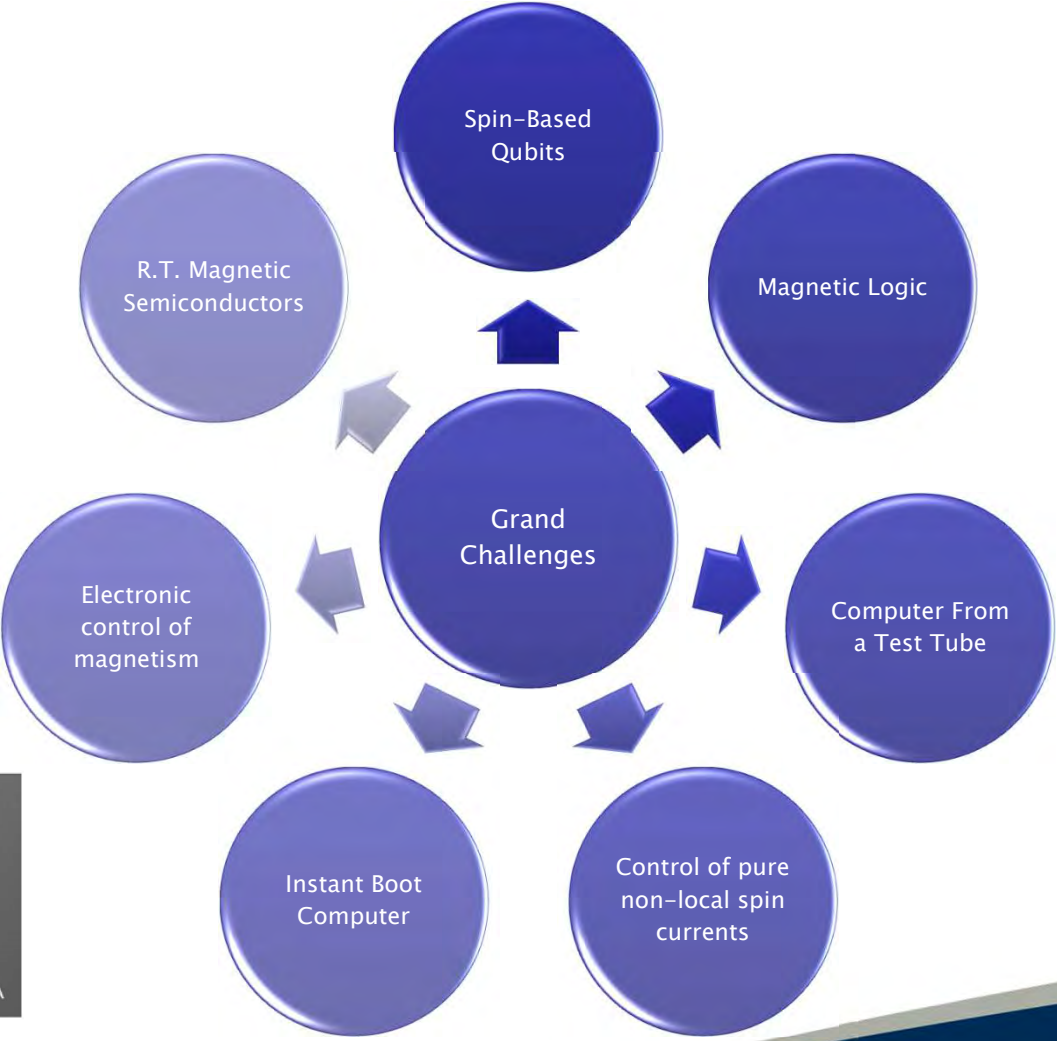 Spin-Based
Qubits
R.T. Magnetic
Semiconductors
Magnetic Logic
Grand
Challenges
Electronic
control of
magnetism
Computer From
a Test Tube
Instant Boot
Computer
Control of pure
non-local spin
currents